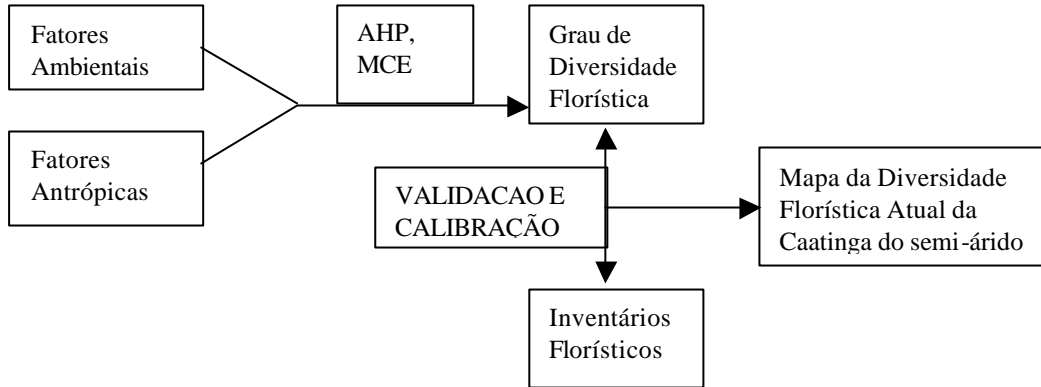 Fatores
Ambientais
AHP,
MCE
Grau de
Diversidade
Florística
Fatores
Antrópicas
VALIDACAO E
CALIBRAÇÃO
Mapa da Diversidade
Florística Atual da
Caatinga do semi-árido
Inventários
Florísticos